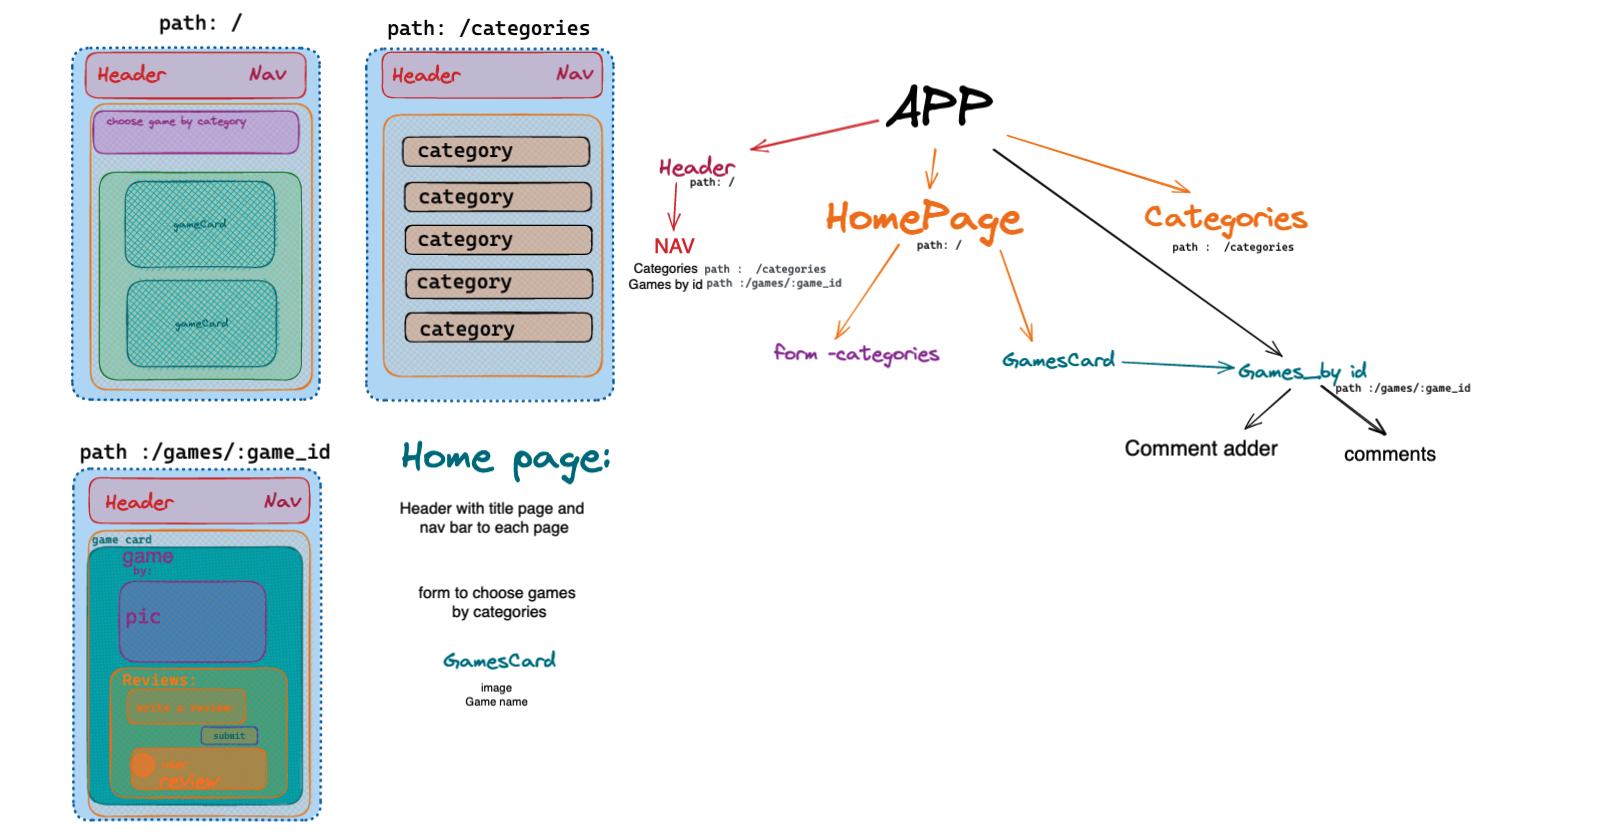 path: /
Header
Nav
choose game by category
gameCard
gameCard
path: /categories
Header
Nav
category
category
category
category
category
path :/games/:game_id
Header
Nav
game card
game
by:
pic
Reviews:
write a review:
submit
user
review
Home page:
Header with title page and
nav bar to each page
form to choose games
by categories
GamesCard
image
Game name
APP
Header
path: /
NAV
Categories path : /categories
Games by id path :/games/:game_id
HomePage
path: /
Categories
path : /categories
form -categories
GamesCard
Games_by id
path :/games/:game_id
Comment adder
comments